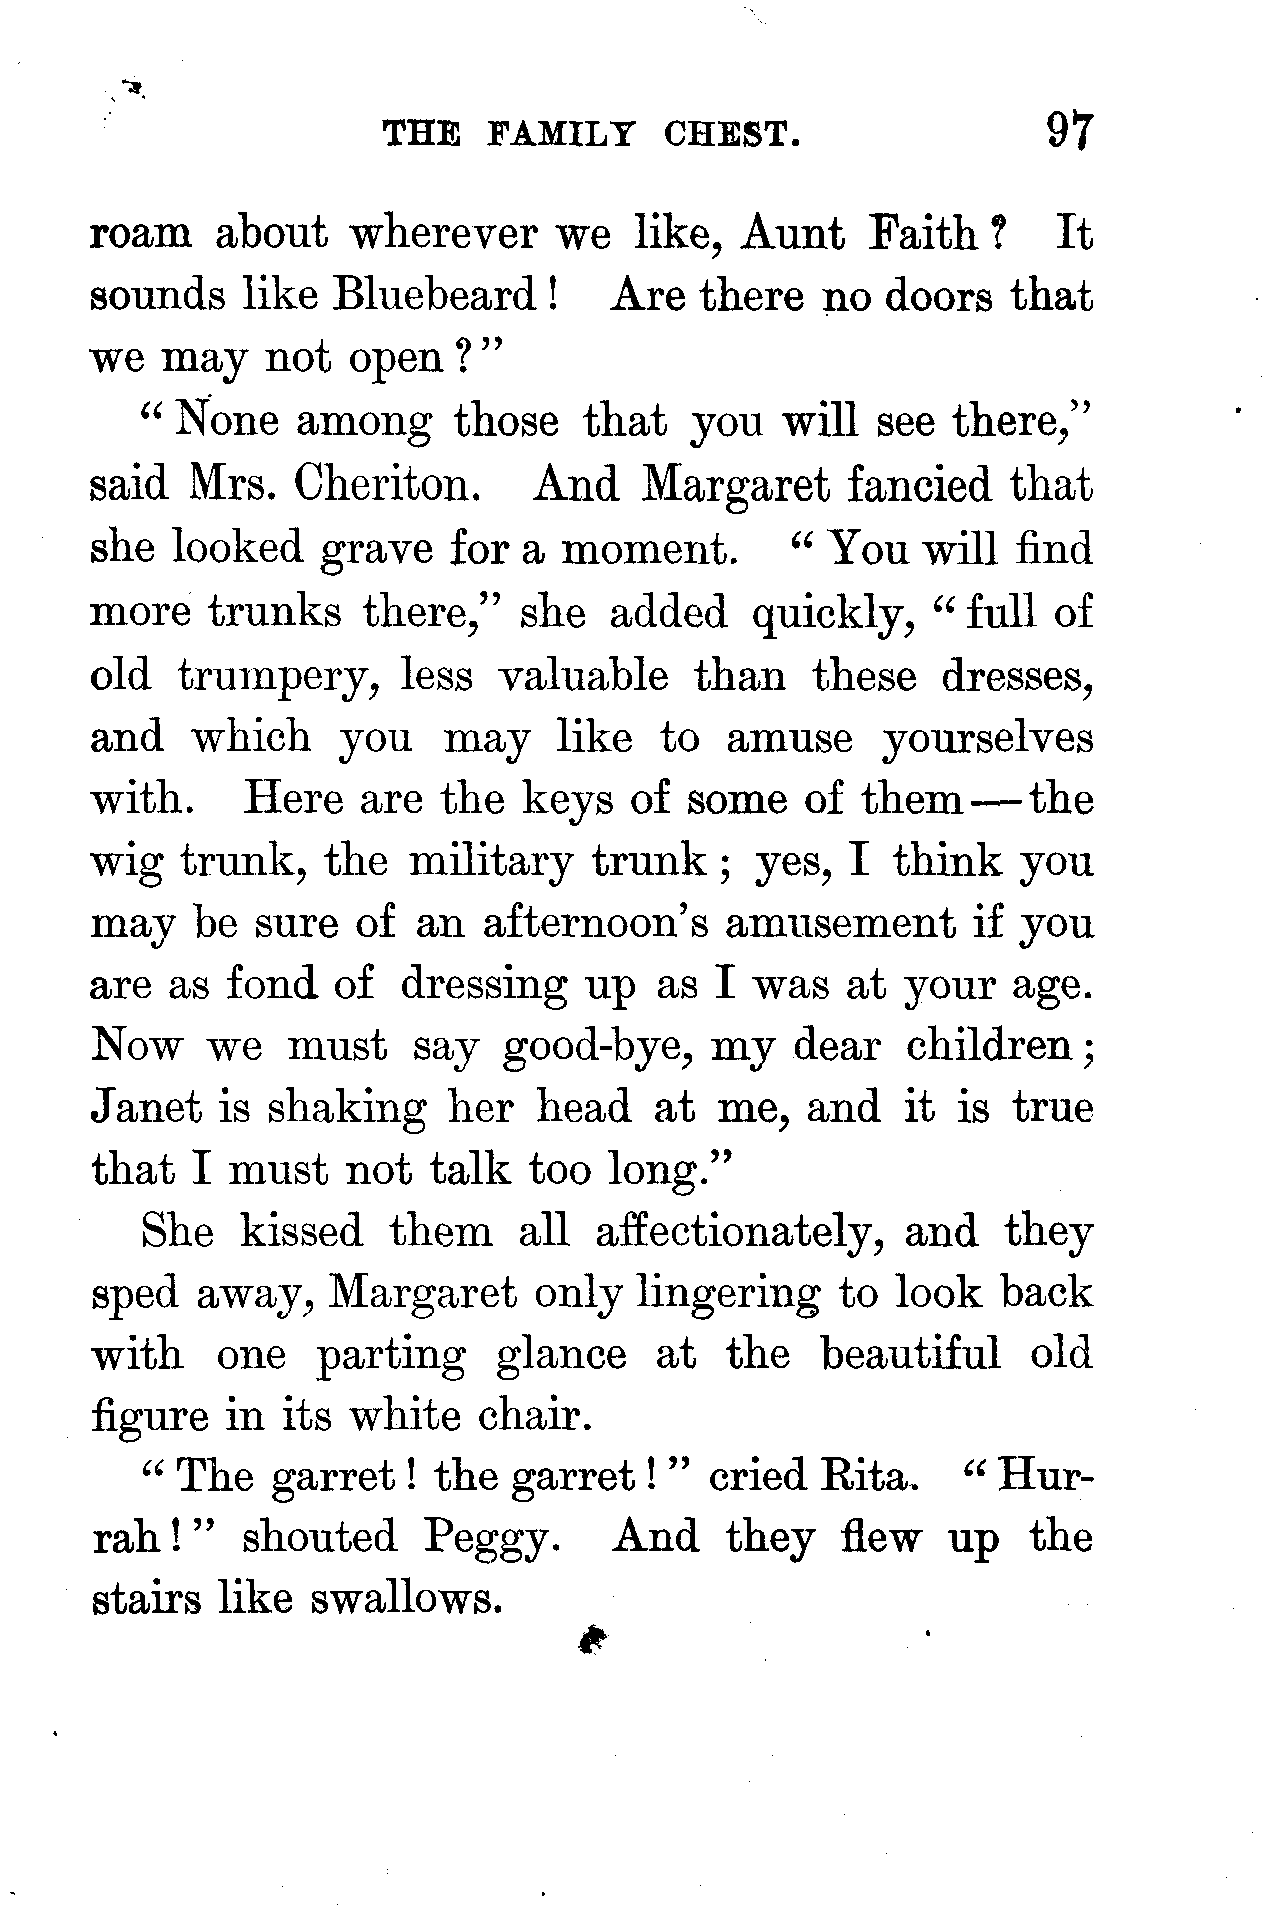 THE FAMILY CHEST. 97
roam about wherever we like, Aunt Faith? It
sounds like Bluebeard! Are there no doors that
we may not open?"
"None among those that you will see there,"
said Mrs. Cheriton. And Margaret fancied that
she looked grave for a moment. "You will find
more trunks there," she added quickly, "full of
old trumpery, less valuable than these dresses,
and which you may like to amuse yourselves
with. Here are the keys of some of them—the
wig trunk, the military trunk; yes, I think you
may be sure of an afternoon's amusement if you
are as fond of dressing up as I was at your age.
Now we must say good-bye, my dear children;
Janet is shaking her head at me, and it is true
that I must not talk too long."
She kissed them all affectionately, and they
sped away, Margaret only lingering to look back
with one parting glance at the beautiful old
figure in its white chair.
"The garret! the garret!" cried Rita. "Hur-
rah!" shouted Peggy. And they flew up the
stairs like swallows.